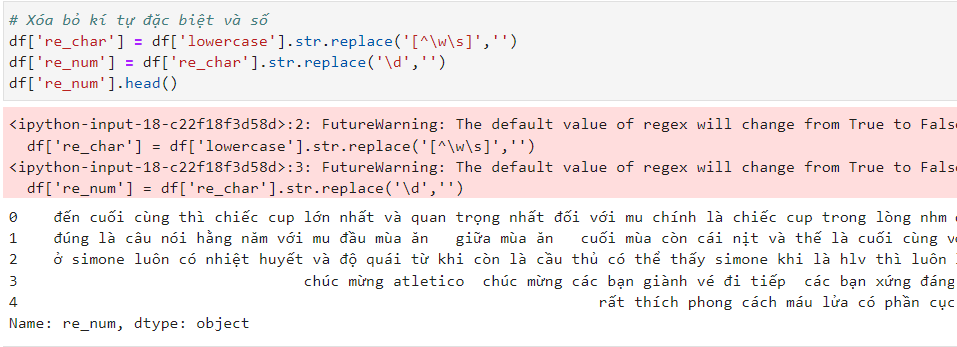 # Xóa bỏ kí tự đặc biệt và số
df['re_char'] = df['lowercase'].str.replace('[^\w\s]','')
df['re_num'] = df['re_char'].str.replace('\d','')
df['re_num'].head()
<ipython-input-18-c22f18f3d58d>:2: FutureWarning: The default value of regex will change from True to False
  df['re_char'] = df['lowercase'].str.replace('[^\w\s]','')
<ipython-input-18-c22f18f3d58d>:3: FutureWarning: The default value of regex will change from True to False
  df['re_num'] = df['re_char'].str.replace('\d','')
0    đến cuối cùng thì chiếc cup lớn nhất và quan trọng nhất đối với mu chính là chiếc cup trong lòng nhm
1    đúng là câu nói hằng năm với mu đầu mùa ăn   giữa mùa ăn   cuối mùa còn cái nịt và thế là cuối cùng
2    ở simone luôn có nhiệt huyết và độ quái từ khi còn là cầu thủ có thể thấy simone khi là hlv thì luôn
3    chúc mừng atletico  chúc mừng các bạn giành vé đi tiếp  các bạn xứng đáng
4    rất thích phong cách máu lửa có phần cục
Name: re_num, dtype: object